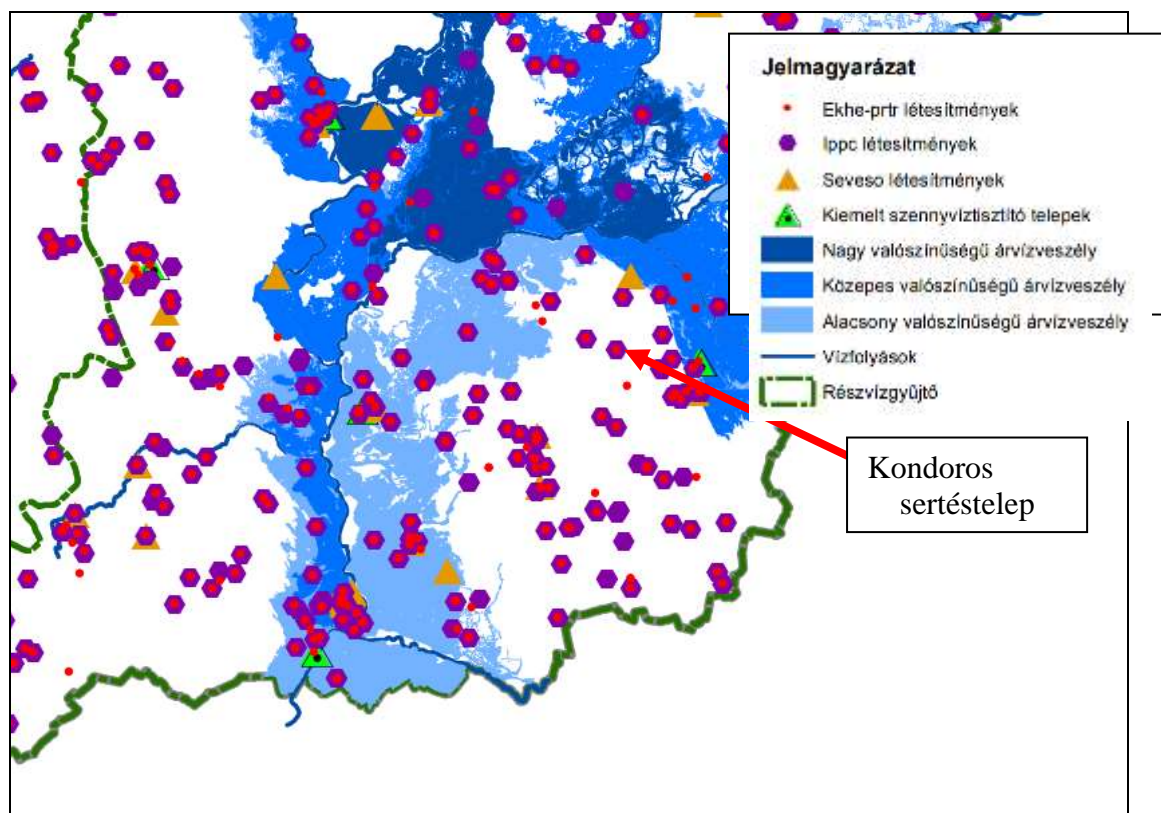 Jelmagyarázat
Ekhe-prtr létesítmények
Ippc létesítmények
Seveso létesítmények
Kiemelt szennyvíztisztító telepek
Nagy valószínűségű árvízveszély
Közepes valószínűségű árvízveszély
Alacsony valószínűségű árvízveszély
Vízfolyások
Részvízgyűjtő
Kondoros
sertéstelep